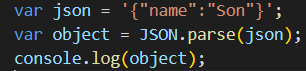 var json = '{"name":"Son"}';
var object = JSON.parse(json);
console.log(object);